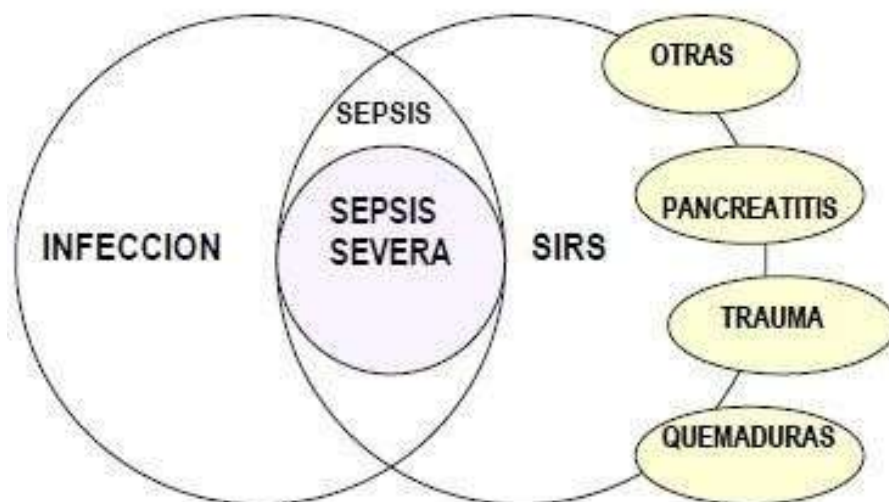 OTRAS
SEPSIS
PANCREATITIS
SEPSIS
SEVERA
INFECCION
SIRS
TRAUMA
QUEMADURAS